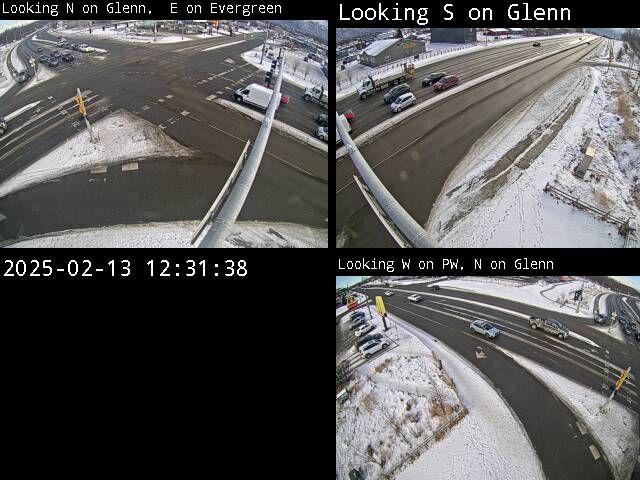 Looking N on Glenn,  E on Evergreen
Looking S on Glenn
2025-02-13 12:31:38
Looking W on PW, N on Glenn